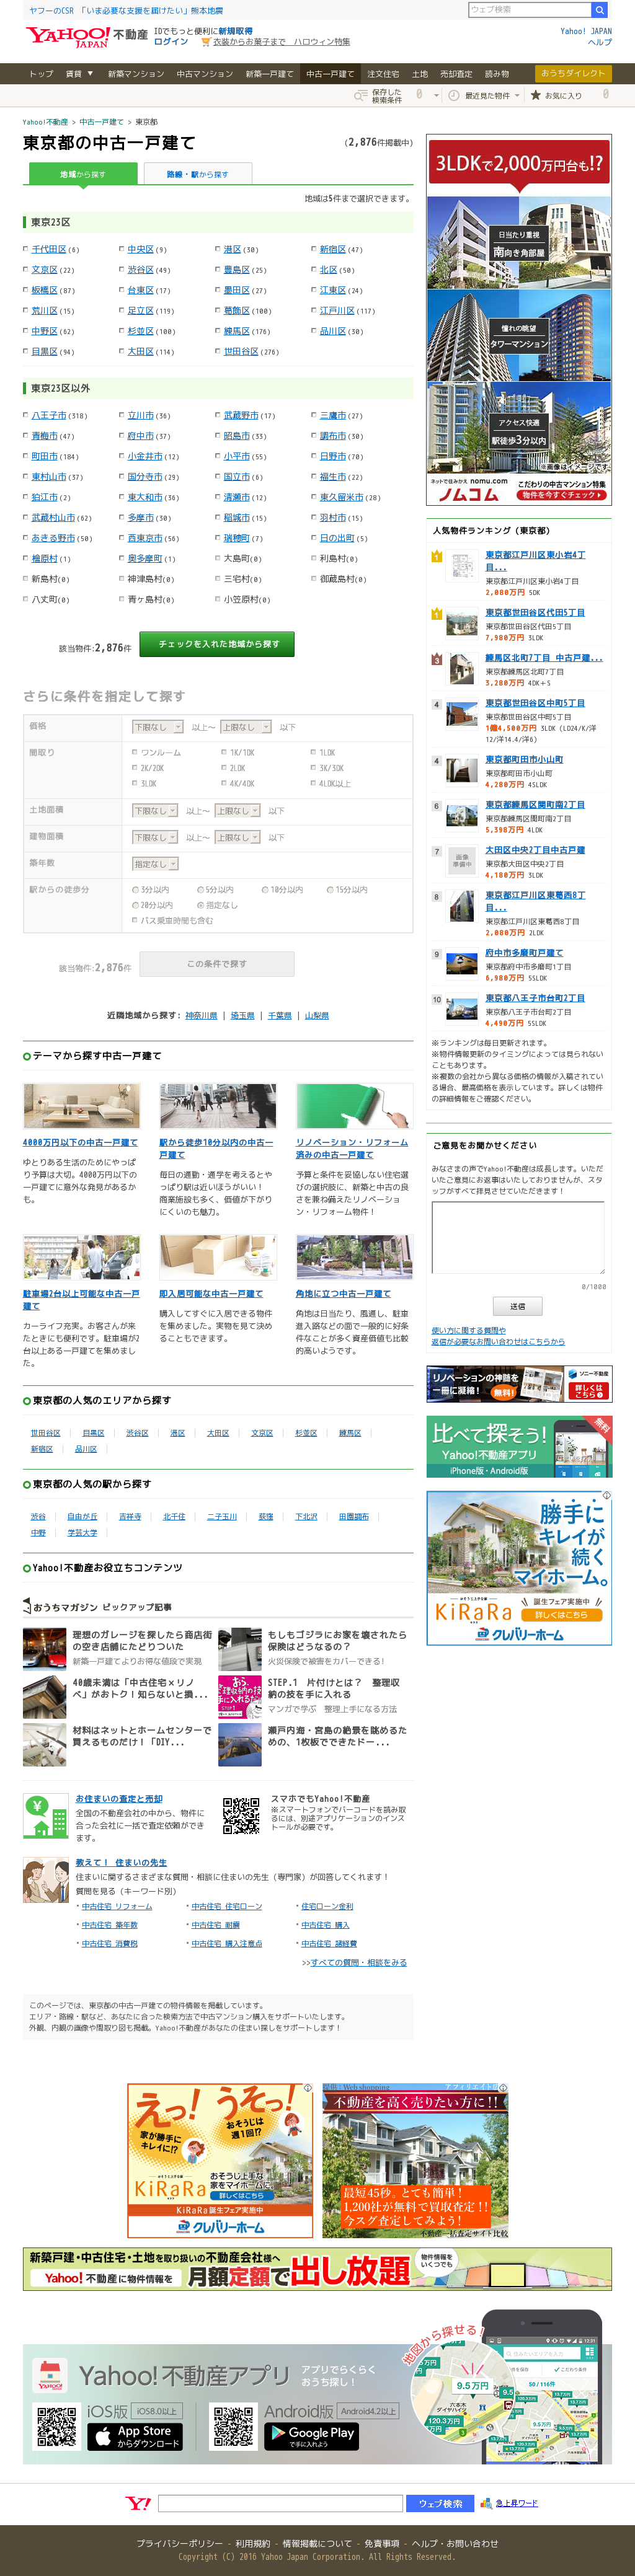 ヤフーのCSR 「いま必要な支援を届けたい」熊本地震
ウェブ検索
YAHOO! JAPAN 不動産
IDでもっと便利に新規取得
ログイン
衣装からお菓子まで ハロウィン特集
Yahoo! JAPAN
ヘルプ
トップ 賃貸 ▼ 新築マンション 中古マンション 新築一戸建て 中古一戸建て 注文住宅 土地 売却査定 読み物 おうちダイレクト
保存した検索条件 0 最近見た物件 お気に入り 0
Yahoo!不動産 > 中古一戸建て > 東京都
東京都の中古一戸建て
(2,876件掲載中)
地域から探す 路線・駅から探す
地域は5件まで選択できます。
東京23区
千代田区(6) 中央区(9) 港区(30) 新宿区(47)
文京区(22) 渋谷区(49) 豊島区(25) 北区(50)
板橋区(87) 台東区(17) 墨田区(27) 江東区(24)
荒川区(15) 足立区(119) 葛飾区(100) 江戸川区(117)
中野区(62) 杉並区(100) 練馬区(176) 品川区(30)
目黒区(94) 大田区(114) 世田谷区(276)
東京23区以外
八王子市(318) 立川市(36) 武蔵野市(17) 三鷹市(27)
青梅市(47) 府中市(37) 昭島市(33) 調布市(30)
町田市(184) 小金井市(12) 小平市(55) 日野市(70)
東村山市(37) 国分寺市(29) 国立市(6) 福生市(22)
狛江市(2) 東大和市(36) 清瀬市(12) 東久留米市(28)
武蔵村山市(62) 多摩市(30) 稲城市(15) 羽村市(15)
あきる野市(50) 西東京市(56) 瑞穂町(7) 日の出町(5)
檜原村(1) 奥多摩町(1) 大島町(0) 利島村(0)
新島村(0) 神津島村(0) 三宅村(0) 御蔵島村(0)
八丈町(0) 青ヶ島村(0) 小笠原村(0)
該当物件:2,876件 チェックを入れた地域から探す
さらに条件を指定して探す
価格 下限なし 以上〜 上限なし 以下
間取り ワンルーム 1K/1DK 1LDK
2K/2DK 2LDK 3K/3DK
3LDK 4K/4DK 4LDK以上
土地面積 下限なし 以上〜 上限なし 以下
建物面積 下限なし 以上〜 上限なし 以下
築年数 指定なし
駅からの徒歩分 3分以内 5分以内 10分以内 15分以内
20分以内 指定なし
バス乗車時間も含む
該当物件:2,876件 この条件で探す
近隣地域から探す: 神奈川県 | 埼玉県 | 千葉県 | 山梨県
テーマから探す中古一戸建て
4000万円以下の中古一戸建て
ゆとりある生活のためにやっぱり予算は大切。4000万円以下の一戸建てに意外な発見があるかも。
駅から徒歩10分以内の中古一戸建て
毎日の通勤・通学を考えるとやっぱり駅は近いほうがいい！商業施設も多く、価値が下がりにくいのも魅力。
リノベーション・リフォーム済みの中古一戸建て
予算と条件を妥協しない住宅選びの選択肢に、新築と中古の良さを兼ね備えたリノベーション・リフォーム物件！
駐車場2台以上可能な中古一戸建て
カーライフ充実。お客さんが来たときにも便利です。駐車場が2台以上ある一戸建てを集めました。
即入居可能な中古一戸建て
購入してすぐに入居できる物件を集めました。実物を見て決めることもできます。
角地に立つ中古一戸建て
角地は日当たり、風通し、駐車進入路などの面で一般的に好条件なことが多く資産価値も比較的高いようです。
東京都の人気のエリアから探す
世田谷区 目黒区 渋谷区 港区 大田区 文京区 杉並区 練馬区
新宿区 品川区
東京都の人気の駅から探す
渋谷 自由が丘 吉祥寺 北千住 二子玉川 荻窪 下北沢 田園調布
中野 学芸大学
Yahoo!不動産お役立ちコンテンツ
おうちマガジン ピックアップ記事
理想のガレージを探したら商店街の空き店舗にたどりついた
新築一戸建てよりお得な値段で実現
もしもゴジラにお家を壊されたら保険はどうなるの？
火災保険で被害をカバーできる！
40歳未満は「中古住宅×リノベ」がおトク！知らないと損...
STEP.1 片付けとは？ 整理収納の技を手に入れる
マンガで学ぶ 整理上手になる方法
材料はネットとホームセンターで買えるものだけ！「DIY...
瀬戸内海・宮島の絶景を眺めるための、1枚板でできたドー...
お住まいの査定と売却
全国の不動産会社の中から、物件に合った会社に一括で査定依頼ができます。
スマホでもYahoo!不動産
※スマートフォンでバーコードを読み取るには、別途アプリケーションのインストールが必要です。
教えて！ 住まいの先生
住まいに関するさまざまな質問・相談に住まいの先生（専門家）が回答してくれます！
質問を見る（キーワード別）
・中古住宅 リフォーム ・中古住宅 住宅ローン ・住宅ローン金利
・中古住宅 築年数 ・中古住宅 耐震 ・中古住宅 購入
・中古住宅 消費税 ・中古住宅 購入注意点 ・中古住宅 諸経費
>>すべての質問・相談をみる
このページでは、東京都の中古一戸建ての物件情報を掲載しています。
エリア・路線・駅など、あなたに合った検索方法で中古マンション購入をサポートいたします。
外観、内観の画像や間取り図も掲載。Yahoo!不動産があなたの住まい探しをサポートします！
3LDKで2,000万円台も!?
日当たり重視
南向き角部屋
憧れの眺望
タワーマンション
アクセス快適
駅徒歩3分以内
※画像はイメージです
ネットで住みかえ nomu.com
ノムコム
こだわりの中古マンション特集
物件を今すぐチェック
人気物件ランキング（東京都）
東京都江戸川区東小岩4丁目...
東京都江戸川区東小岩4丁目
2,080万円 5DK
東京都世田谷区代田5丁目
東京都世田谷区代田5丁目
7,980万円 3LDK
練馬区北町7丁目 中古戸建...
東京都練馬区北町7丁目
3,280万円 4DK+S
東京都世田谷区中町5丁目
東京都世田谷区中町5丁目
1億4,500万円 3LDK (LD24/K/洋12/洋14.4/洋6)
東京都町田市小山町
東京都町田市小山町
4,280万円 4SLDK
東京都練馬区関町南2丁目
東京都練馬区関町南2丁目
5,398万円 4LDK
画像準備中
大田区中央2丁目中古戸建
東京都大田区中央2丁目
4,180万円 3LDK
東京都江戸川区東葛西8丁目...
東京都江戸川区東葛西8丁目
2,080万円 2LDK
府中市多磨町戸建て
東京都府中市多磨町1丁目
6,980万円 5SLDK
東京都八王子市台町2丁目
東京都八王子市台町2丁目
4,490万円 5SLDK
※ランキングは毎日更新されます。
※物件情報更新のタイミングによっては見られないこともあります。
※複数の会社から異なる価格の情報が入稿されている場合、最高価格を表示しています。詳しくは物件の詳細情報をご確認ください。
ご意見をお聞かせください
みなさまの声でYahoo!不動産は成長します。いただいたご意見にお返事はいたしておりませんが、スタッフがすべて拝見させていただきます！
0/1000
送信
使い方に関する質問や
返信が必要なお問い合わせはこちらから
リノベーションの神髄を一冊に凝縮！ 無料! ソニー不動産 詳しくはこちら
比べて探そう！ 無料
Yahoo!不動産アプリ
iPhone版・Android版
勝手にキレイが続くマイホーム。
KiRaRa 誕生フェア実施中 詳しくはこちら
クレバリーホーム
えっ！うそっ！
家が勝手にキレイに!? おそうじは週1回!?
おそうじ上手な家をマイホームに 詳しくはこちら
KiRaRa
KiRaRa誕生フェア実施中
クレバリーホーム
不動産を高く売りたい方に!!
最短45秒。とても簡単！
1,200社が無料で買取査定!!
今スグ査定してみよう！
不動産一括査定サイト比較
新築戸建・中古住宅・土地を取り扱いの不動産会社様へ
Yahoo!不動産に物件情報を
月額定額で出し放題
物件情報をいくつでも
Yahoo!不動産アプリ アプリでらくらくおうち探し！
iOS版 iOS8.0以上
App Storeからダウンロード
Android版 Android4.2以上
Google Playで手に入れよう
地図から探せる！
ウェブ検索 急上昇ワード
プライバシーポリシー - 利用規約 - 情報掲載について - 免責事項 - ヘルプ・お問い合わせ
Copyright (C) 2016 Yahoo Japan Corporation. All Rights Reserved.